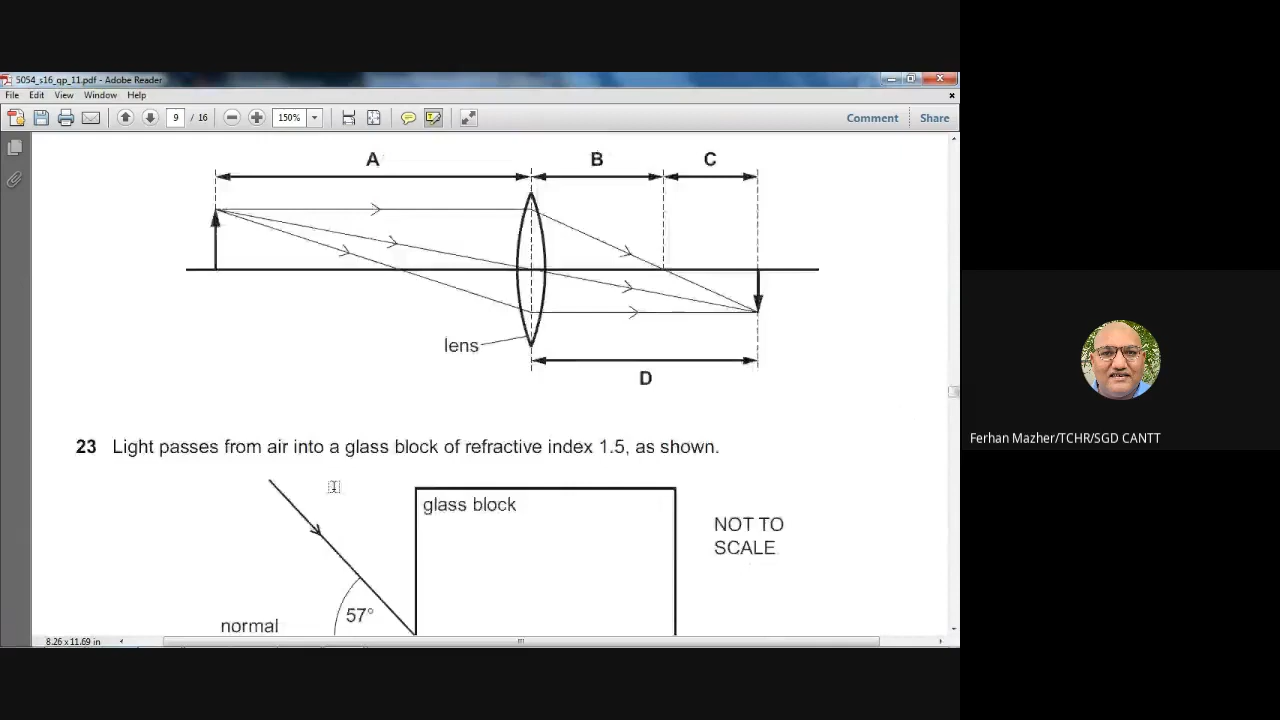 5054_s16_qp_11.pdf - Adobe Reader
File Edit View Window Help
9 / 16 150% Comment Share
A B C
lens
D
23 Light passes from air into a glass block of refractive index 1.5, as shown.
glass block
NOT TO
SCALE
57°
normal
8.26 x 11.69 in
Ferhan Mazher/TCHR/SGD CANTT